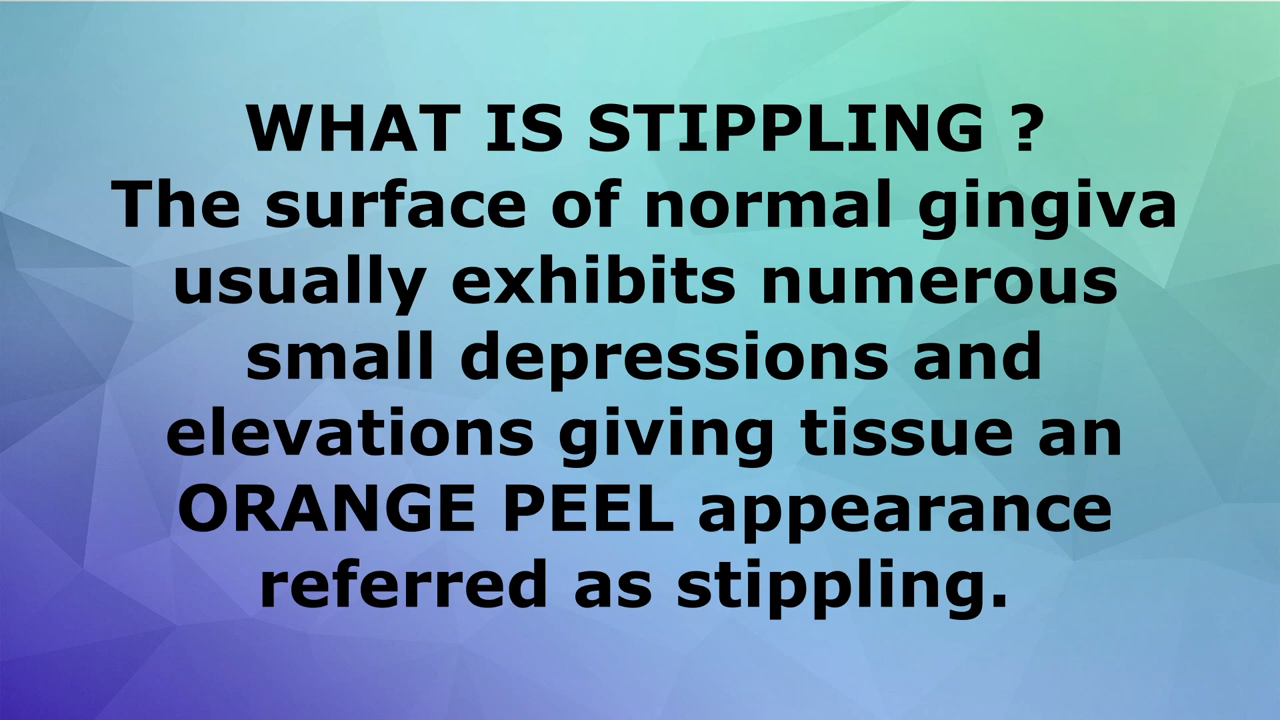 WHAT IS STIPPLING ?
The surface of normal gingiva
usually exhibits numerous
small depressions and
elevations giving tissue an
ORANGE PEEL appearance
referred as stippling.